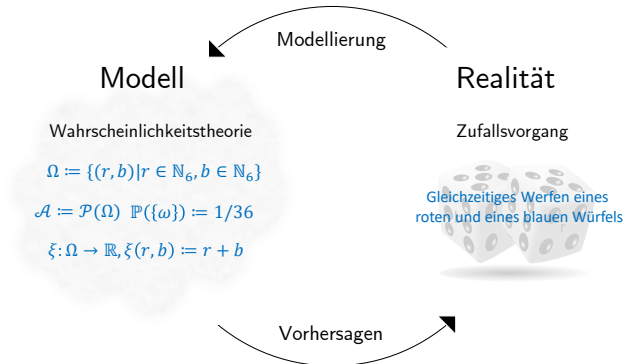 Modellierung
Modell
Wahrscheinlichkeitstheorie
Ω ≔ {(r, b)|r ∈ ℕ₆, b ∈ ℕ₆}
𝒜 ≔ 𝒫(Ω) ℙ({ω}) ≔ 1/36
ξ: Ω → ℝ, ξ(r, b) ≔ r + b
Realität
Zufallsvorgang
Gleichzeitiges Werfen eines
roten und eines blauen Würfels
Vorhersagen